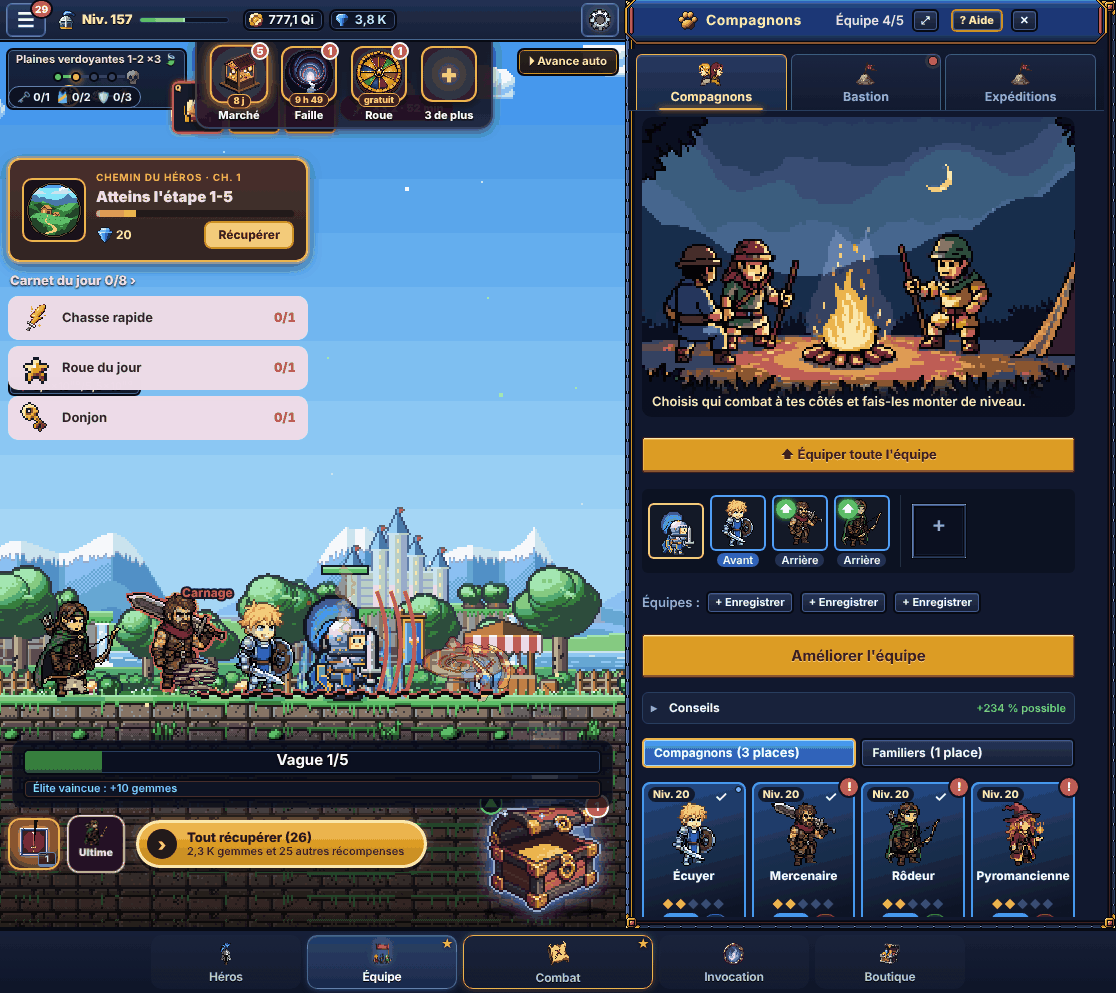 29
Niv. 157
777,1 Qi
3,8 K
Plaines verdoyantes 1-2 ×3
0/1
0/2
0/3
5
8 j
Marché
1
9 h 49
Faille
1
gratuit
Roue
+
3 de plus
Avance auto
CHEMIN DU HÉROS · CH. 1
Atteins l'étape 1-5
20
Récupérer
Carnet du jour 0/8 ›
Chasse rapide 0/1
Roue du jour 0/1
Donjon 0/1
Carnage
Vague 1/5
Élite vaincue : +10 gemmes
1
Ultime
Tout récupérer (26)
2,3 K gemmes et 25 autres récompenses
Compagnons
Équipe 4/5
? Aide
×
Compagnons
Bastion
Expéditions
Choisis qui combat à tes côtés et fais-les monter de niveau.
Équiper toute l'équipe
Avant
Arrière
Arrière
+
Équipes :
+ Enregistrer
+ Enregistrer
+ Enregistrer
Améliorer l'équipe
Conseils
+234 % possible
Compagnons (3 places)
Familiers (1 place)
Niv. 20
Écuyer
Niv. 20
!
Mercenaire
Niv. 20
!
Rôdeur
Niv. 20
!
Pyromancienne
Héros
Équipe
Combat
Invocation
Boutique